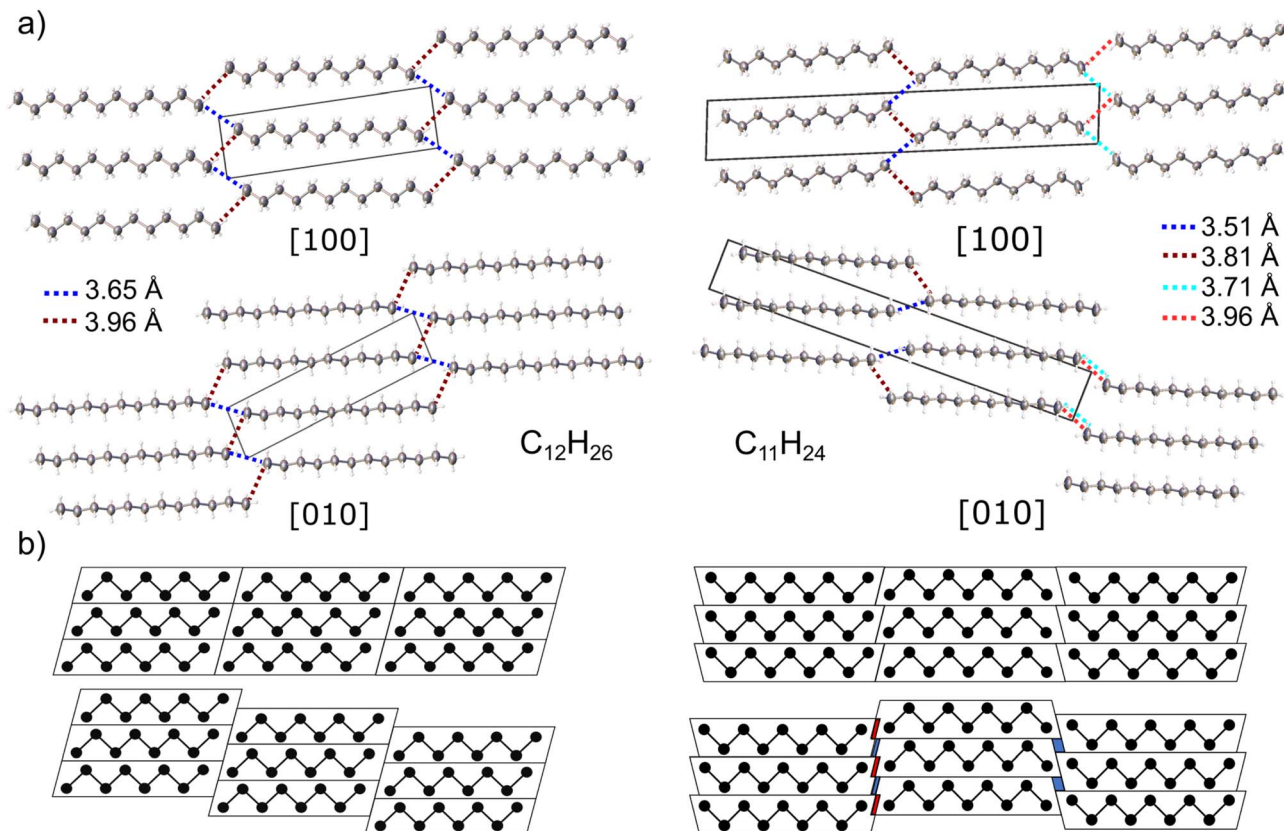 a)
[100]
[100]
3.65 Å
3.96 Å
3.51 Å
3.81 Å
3.71 Å
3.96 Å
C12H26
C11H24
[010]
[010]
b)